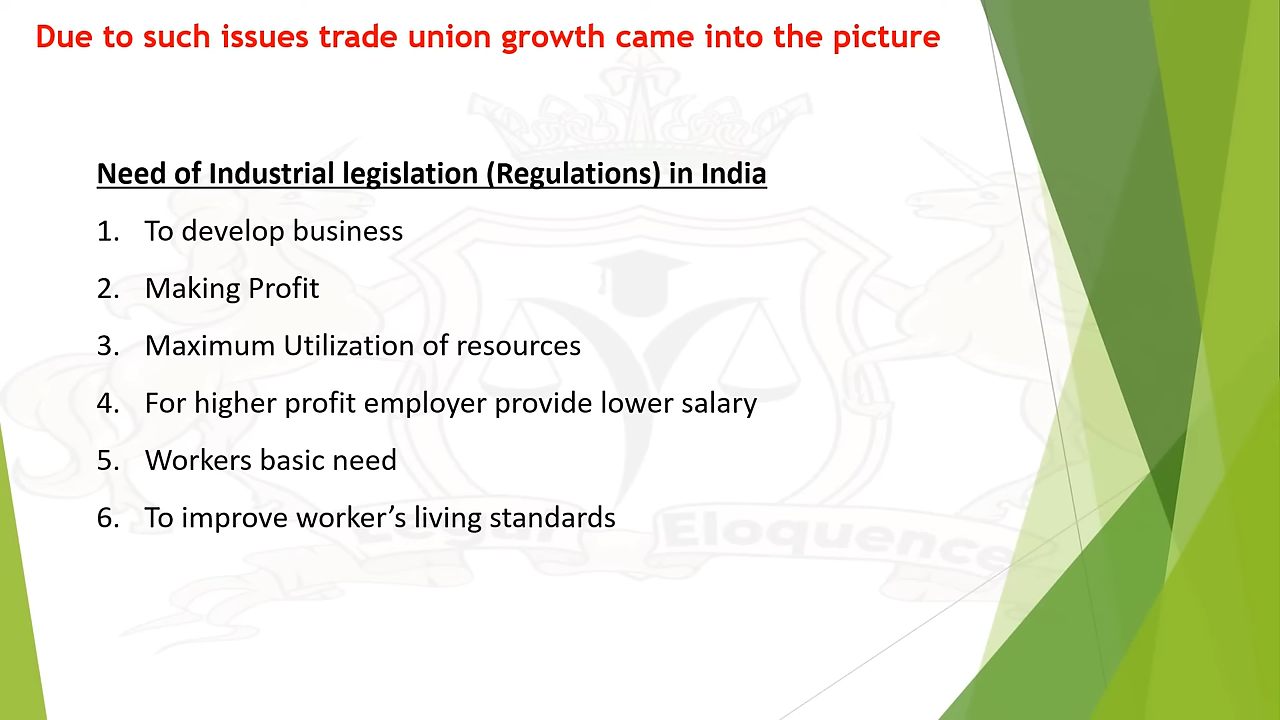 Due to such issues trade union growth came into the picture
Need of Industrial legislation (Regulations) in India
1. To develop business
2. Making Profit
3. Maximum Utilization of resources
4. For higher profit employer provide lower salary
5. Workers basic need
6. To improve worker’s living standards
Legal Eloquence